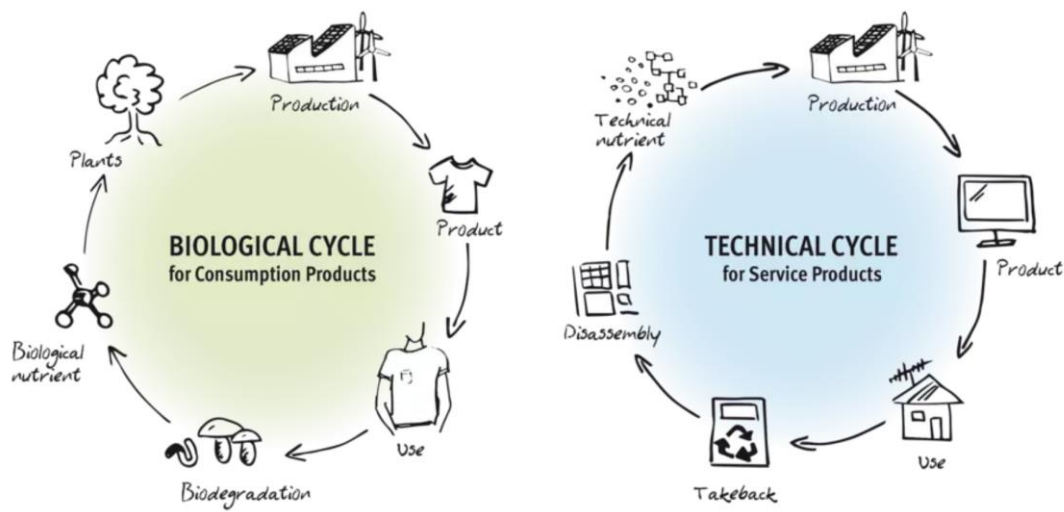 Production
Product
Use
Biodegradation
Biological
nutrient
Plants
BIOLOGICAL CYCLE
for Consumption Products
Production
Product
Use
Takeback
Disassembly
Technical
nutrient
TECHNICAL CYCLE
for Service Products